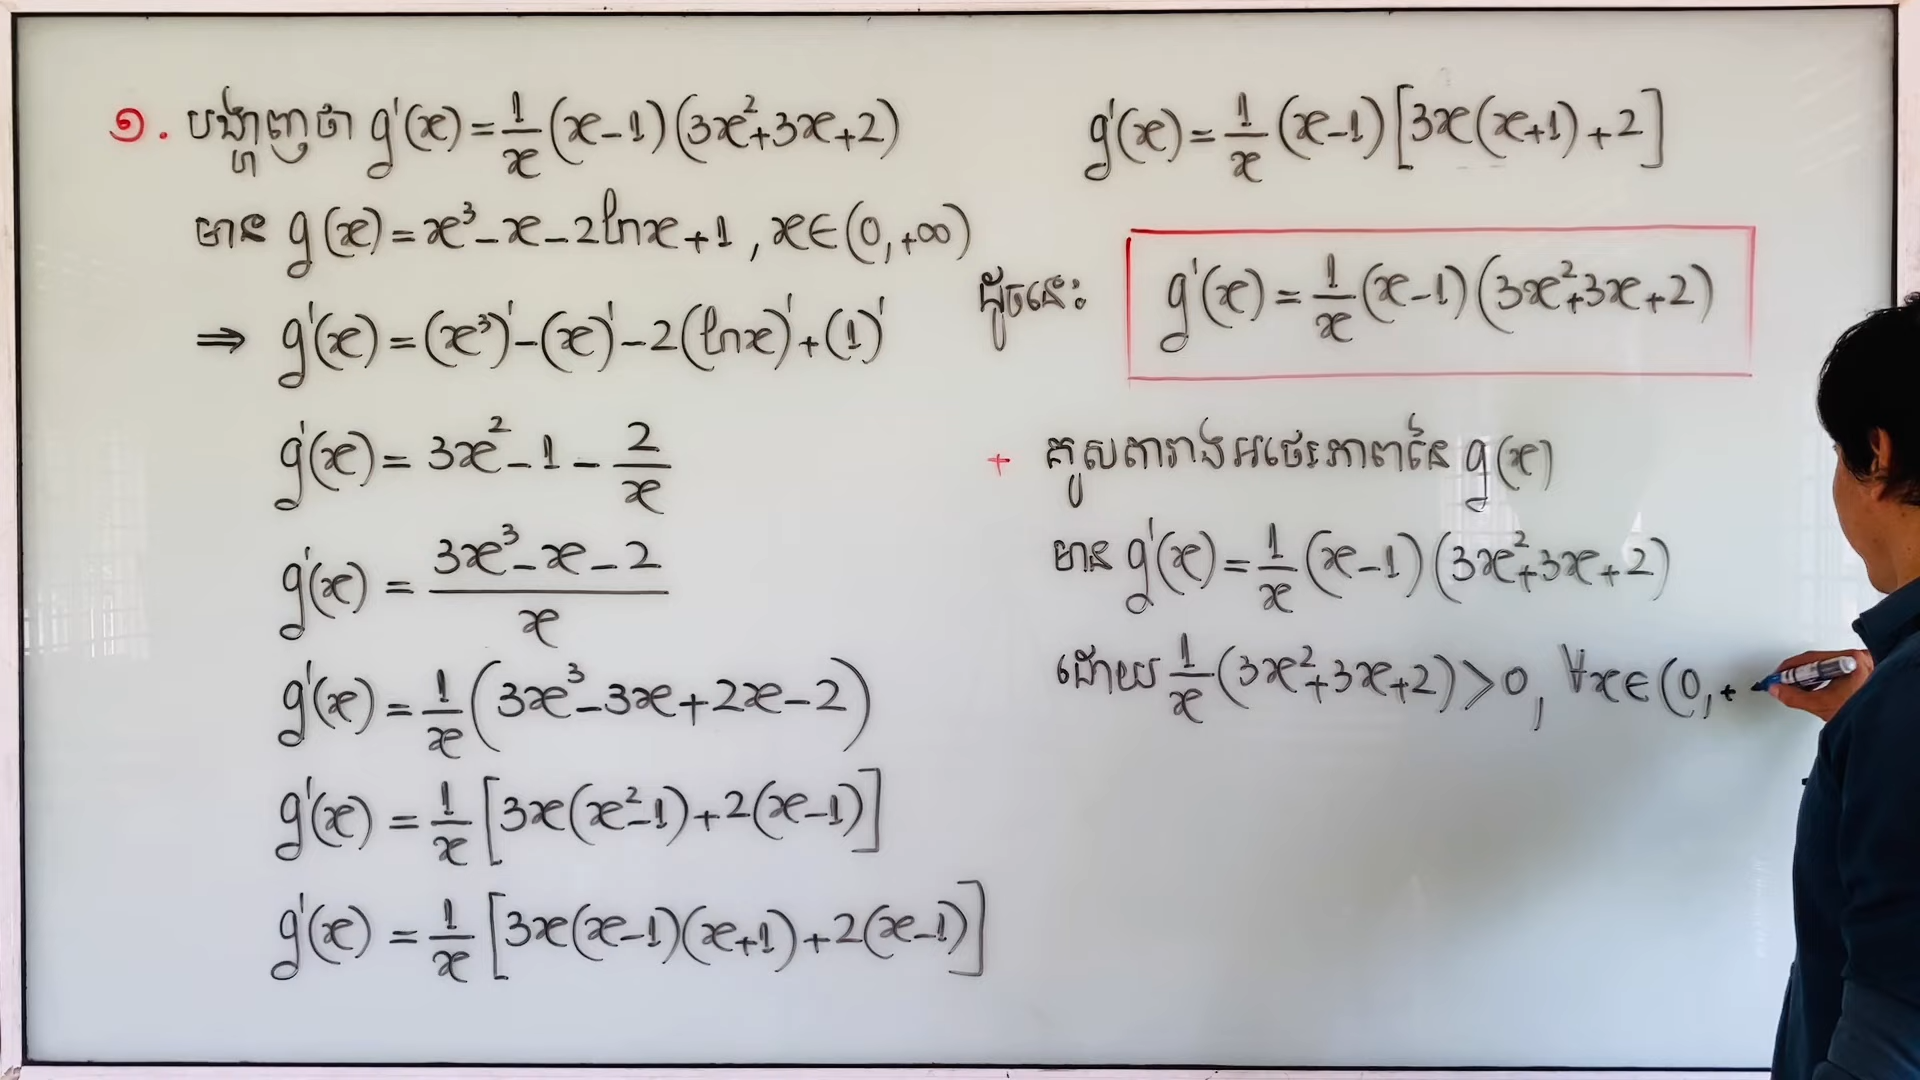 ១. បង្ហាញថា g'(x) = 1/x (x-1)(3x²+3x+2)
មាន g(x) = x³-x-2lnx+1, x∈(0,+∞)
⇒ g'(x) = (x³)'-(x)'-2(lnx)'+(1)'
g'(x) = 3x²-1-2/x
g'(x) = (3x³-x-2)/x
g'(x) = 1/x (3x³-3x+2x-2)
g'(x) = 1/x [3x(x²-1)+2(x-1)]
g'(x) = 1/x [3x(x-1)(x+1)+2(x-1)]
g'(x) = 1/x (x-1)[3x(x+1)+2]
ដូចនេះ g'(x) = 1/x (x-1)(3x²+3x+2)
+ គូសតារាងអថេរភាពនៃ g(x)
មាន g'(x) = 1/x (x-1)(3x²+3x+2)
ដោយ 1/x (3x²+3x+2)>0, ∀x∈(0,+